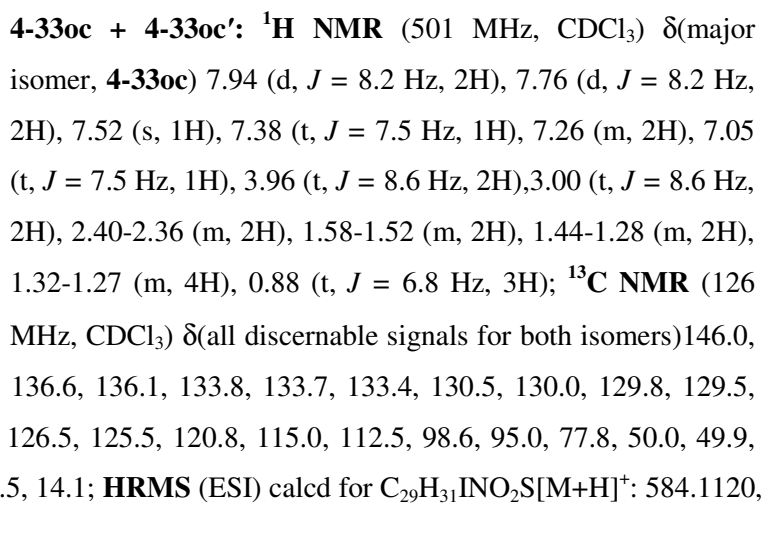 4-33oc + 4-33oc′: ¹H NMR (501 MHz, CDCl₃) δ(major
isomer, 4-33oc) 7.94 (d, J = 8.2 Hz, 2H), 7.76 (d, J = 8.2 Hz,
2H), 7.52 (s, 1H), 7.38 (t, J = 7.5 Hz, 1H), 7.26 (m, 2H), 7.05
(t, J = 7.5 Hz, 1H), 3.96 (t, J = 8.6 Hz, 2H),3.00 (t, J = 8.6 Hz,
2H), 2.40-2.36 (m, 2H), 1.58-1.52 (m, 2H), 1.44-1.28 (m, 2H),
1.32-1.27 (m, 4H), 0.88 (t, J = 6.8 Hz, 3H); ¹³C NMR (126
MHz, CDCl₃) δ(all discernable signals for both isomers)146.0,
136.6, 136.1, 133.8, 133.7, 133.4, 130.5, 130.0, 129.8, 129.5,
126.5, 125.5, 120.8, 115.0, 112.5, 98.6, 95.0, 77.8, 50.0, 49.9,
.5, 14.1; HRMS (ESI) calcd for C₂₉H₃₁INO₂S[M+H]⁺: 584.1120,